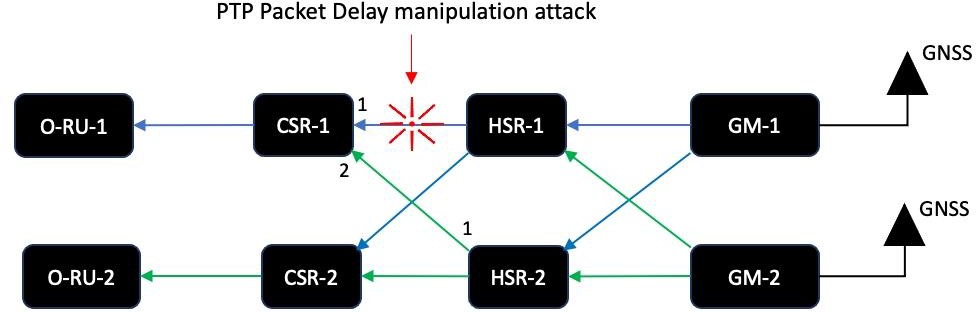 PTP Packet Delay manipulation attack
GNSS
O-RU-1
CSR-1
1
HSR-1
GM-1
2
GNSS
1
O-RU-2
CSR-2
HSR-2
GM-2